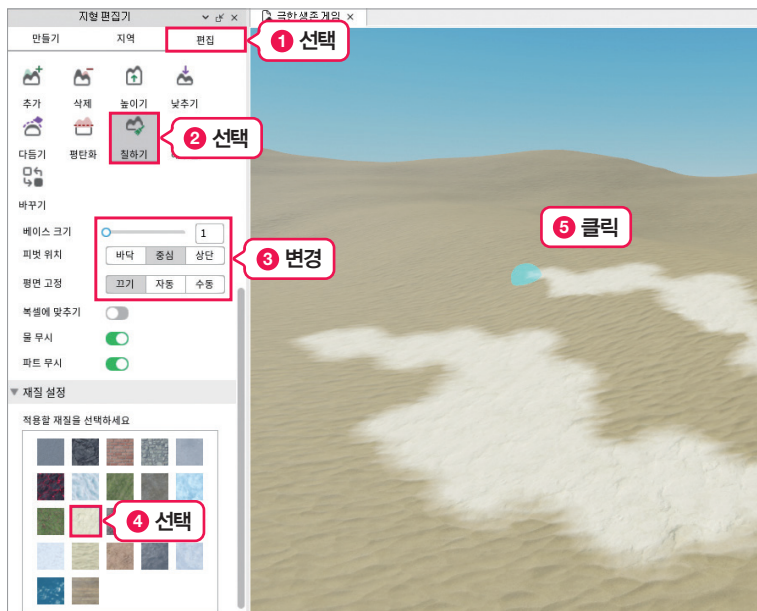 지형 편집기
극한 생존 게임
만들기 지역 편집
1 선택
추가 삭제 높이기 낮추기
2 선택
다듬기 평탄화 칠하기
바꾸기
베이스 크기 1
피벗 위치 바닥 중심 상단
3 변경
평면 고정 끄기 자동 수동
복셀에 맞추기
물 무시
파트 무시
재질 설정
적용할 재질을 선택하세요
4 선택
5 클릭